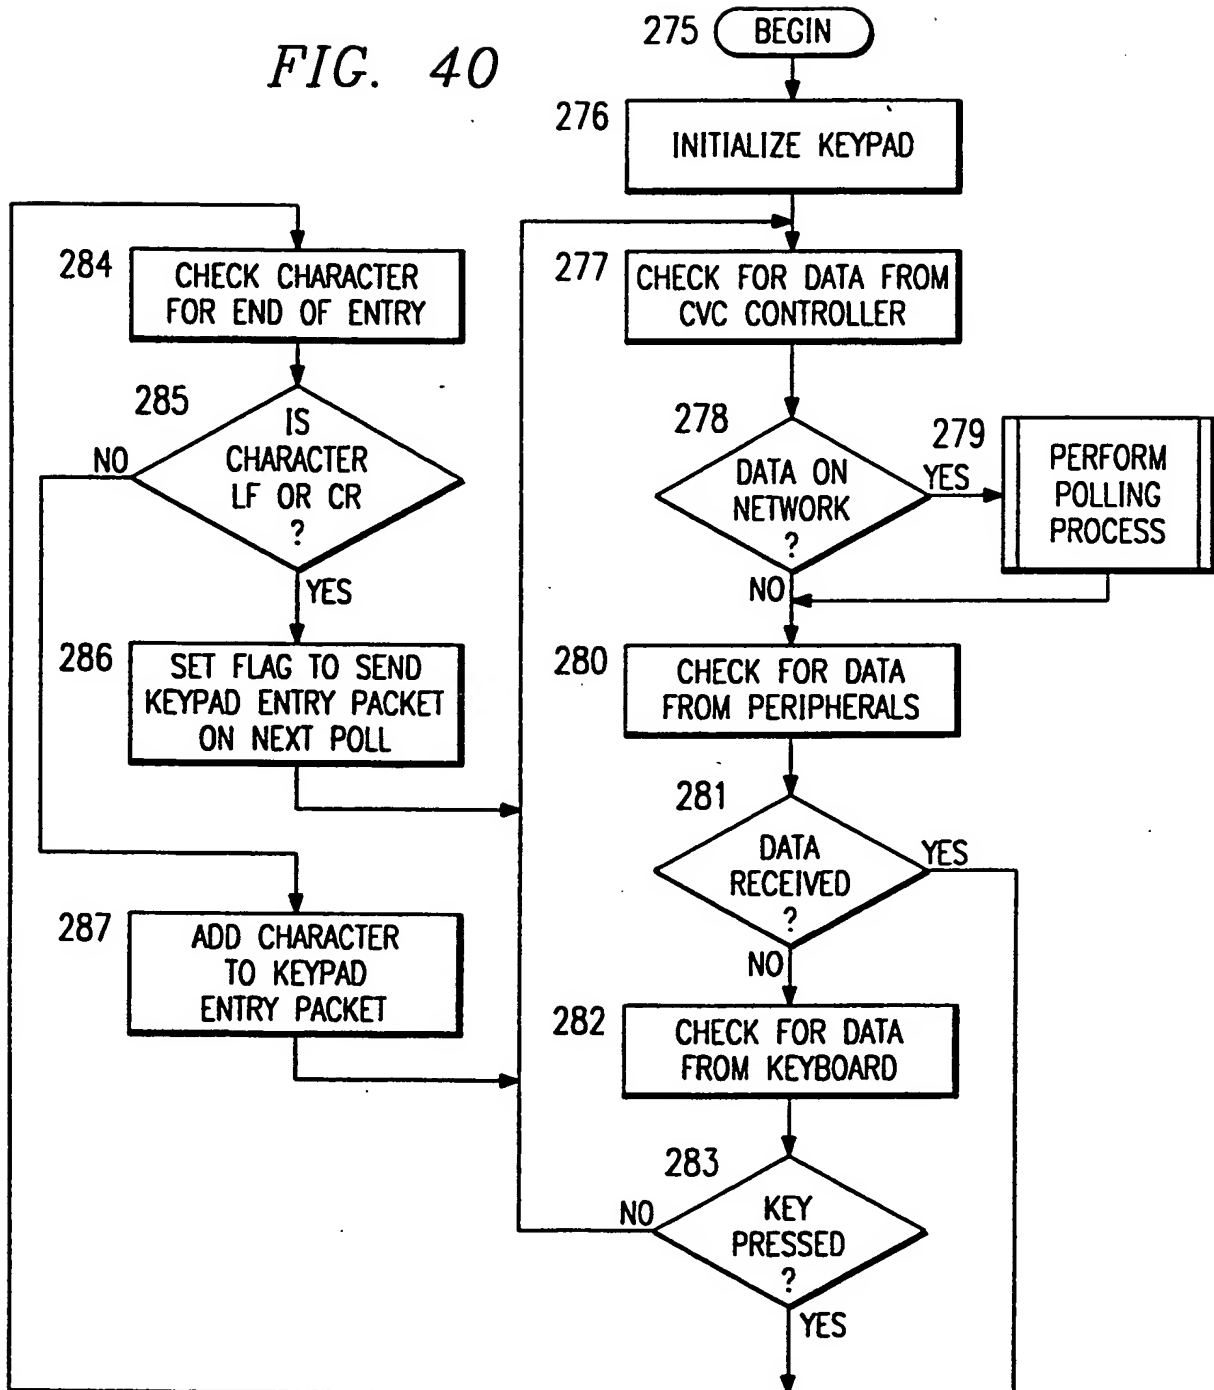 FIG. 40
275
BEGIN
276
INITIALIZE KEYPAD
277
CHECK FOR DATA FROM
CVC CONTROLLER
278
DATA ON
NETWORK
?
YES
NO
279
PERFORM
POLLING
PROCESS
280
CHECK FOR DATA
FROM PERIPHERALS
281
DATA
RECEIVED
?
YES
NO
282
CHECK FOR DATA
FROM KEYBOARD
283
KEY
PRESSED
?
NO
YES
284
CHECK CHARACTER
FOR END OF ENTRY
285
IS
CHARACTER
LF OR CR
?
NO
YES
286
SET FLAG TO SEND
KEYPAD ENTRY PACKET
ON NEXT POLL
287
ADD CHARACTER
TO KEYPAD
ENTRY PACKET